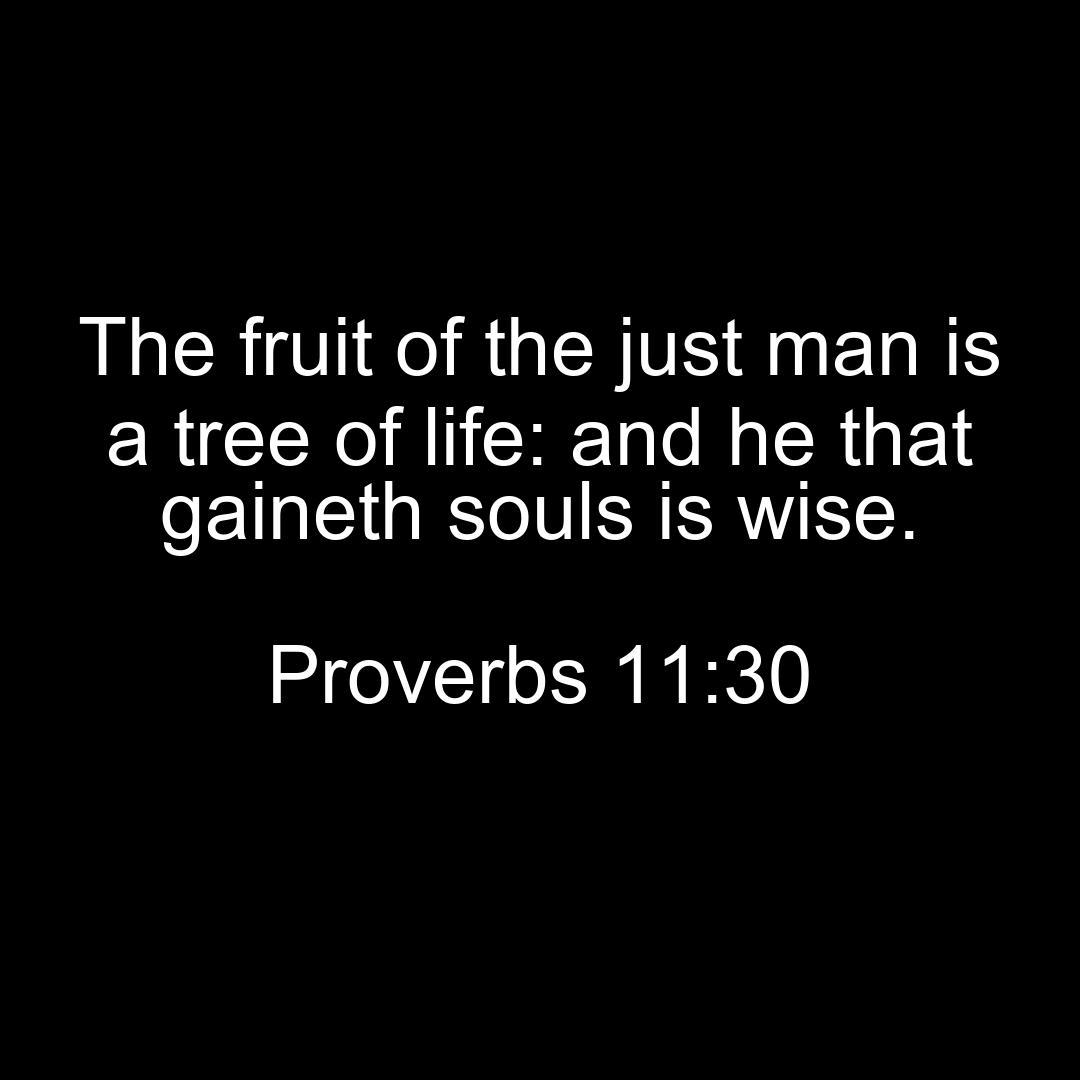 The fruit of the just man is
a tree of life: and he that
gaineth souls is wise.
Proverbs 11:30